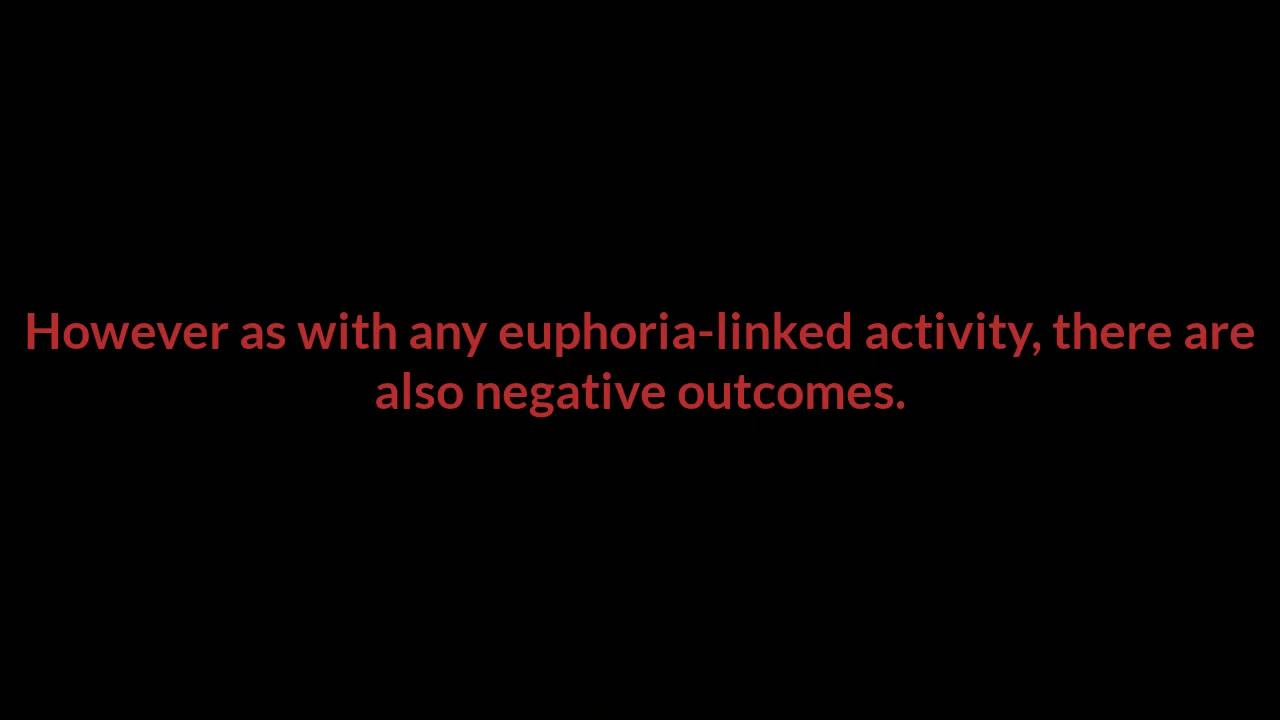 However as with any euphoria-linked activity, there are
also negative outcomes.